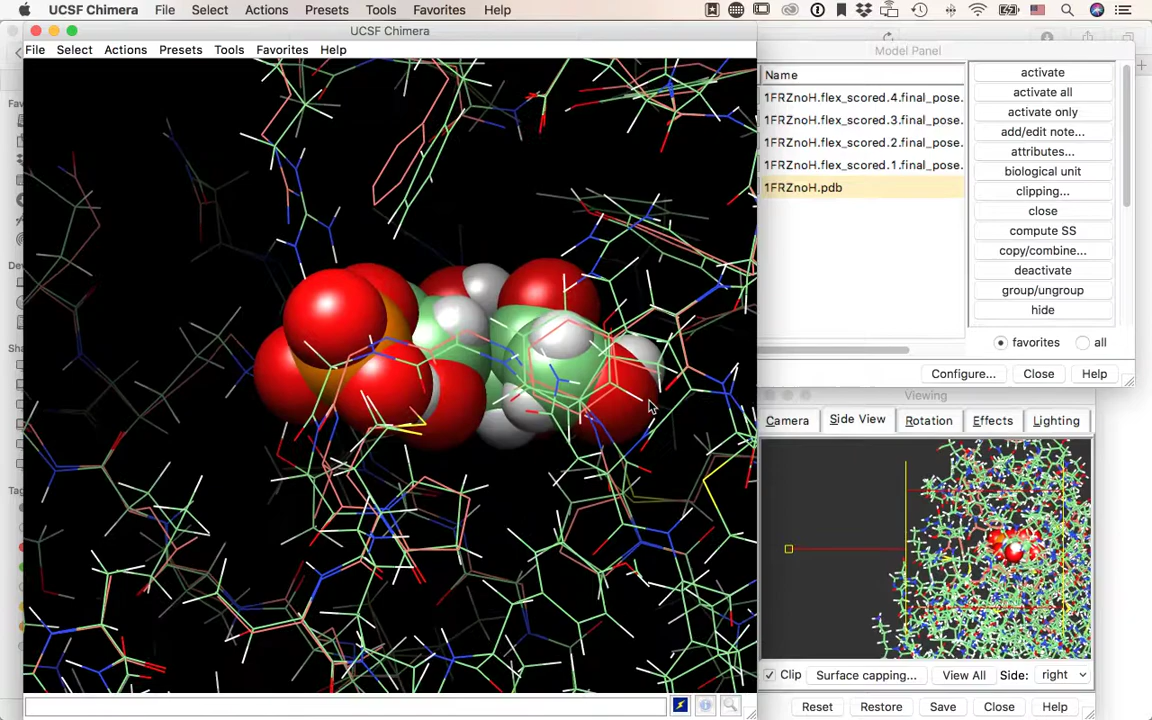 UCSF Chimera File Select Actions Presets Tools Favorites Help
UCSF Chimera
File Select Actions Presets Tools Favorites Help
Model Panel
Name
1FRZnoH.flex_scored.4.final_pose.
1FRZnoH.flex_scored.3.final_pose.
1FRZnoH.flex_scored.2.final_pose.
1FRZnoH.flex_scored.1.final_pose.
1FRZnoH.pdb
activate
activate all
activate only
add/edit note...
attributes...
biological unit
clipping...
close
compute SS
copy/combine...
deactivate
group/ungroup
hide
favorites all
Configure... Close Help
Viewing
Camera Side View Rotation Effects Lighting
Clip Surface capping... View All Side: right
Reset Restore Save Close Help
Fav
De
Sha
Tag